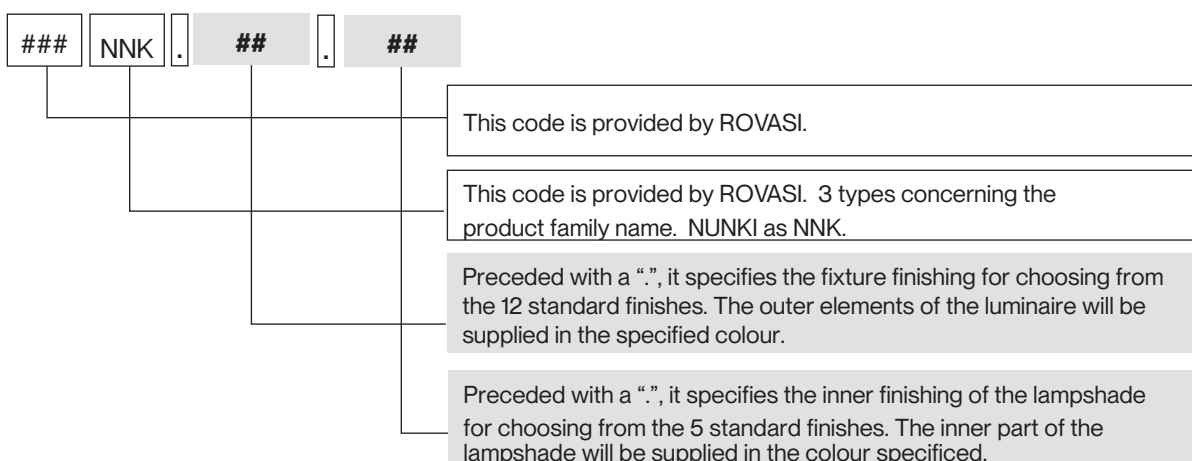 ### NNK . ## . ##
This code is provided by ROVASI.
This code is provided by ROVASI. 3 types concerning the
product family name. NUNKI as NNK.
Preceded with a “.”, it specifies the fixture finishing for choosing from
the 12 standard finishes. The outer elements of the luminaire will be
supplied in the specified colour.
Preceded with a “.”, it specifies the inner finishing of the lampshade
for choosing from the 5 standard finishes. The inner part of the
lampshade will be supplied in the colour specificed.